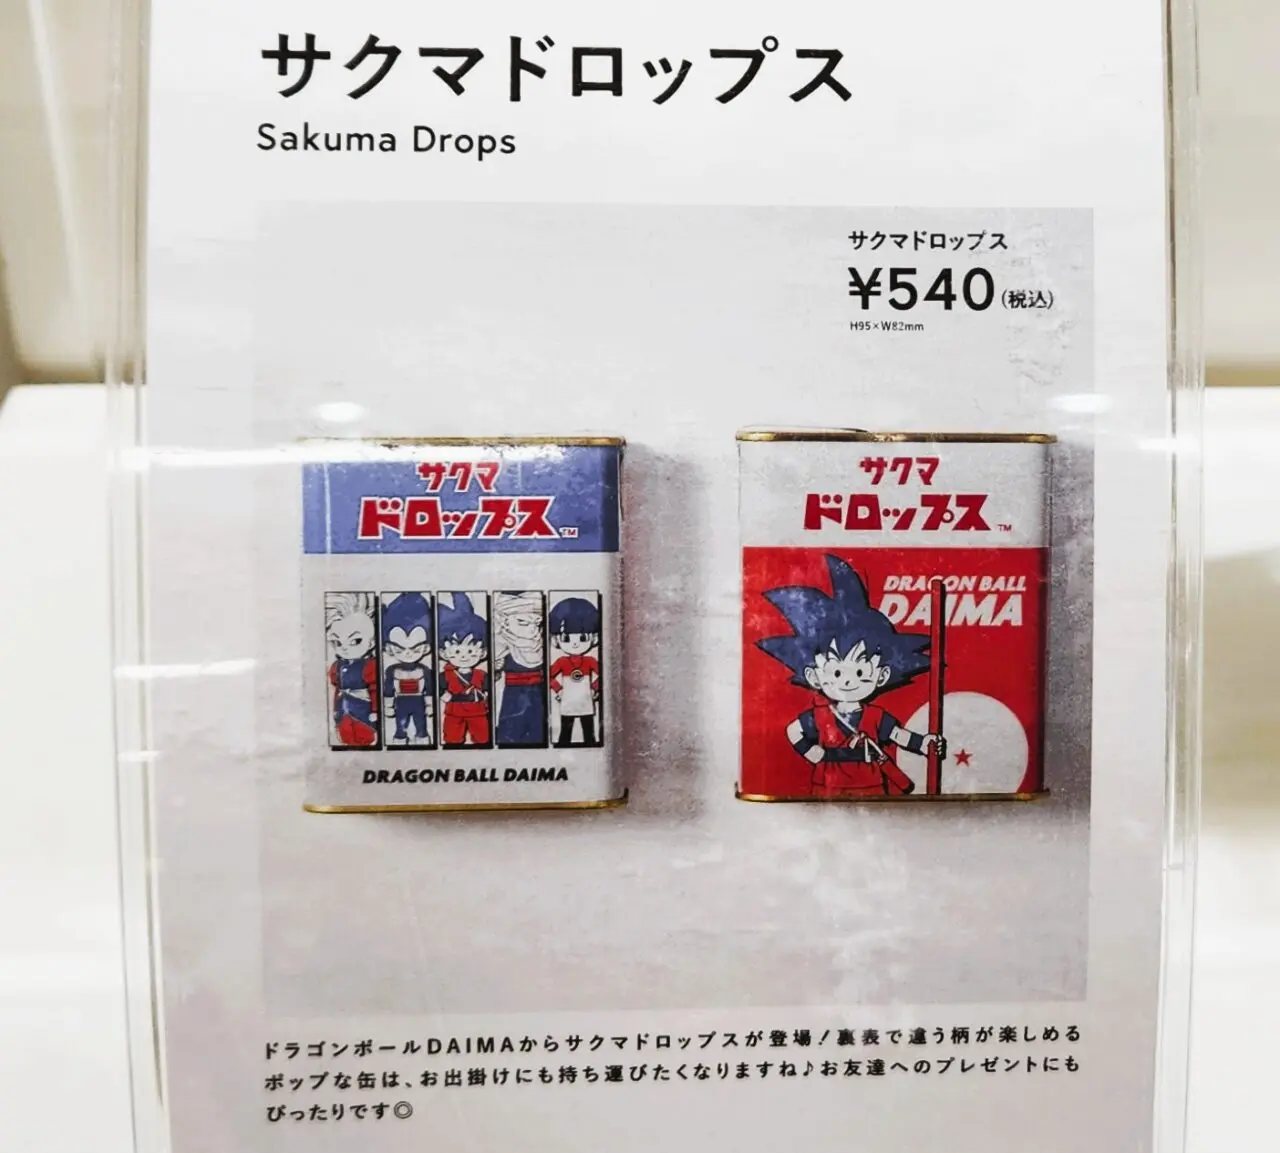 サクマドロップス
Sakuma Drops
サクマドロップス
¥540(税込)
H95×W82mm
サクマ
ドロップス™
DRAGON BALL DAIMA
サクマ
ドロップス™
DRAGON BALL
DAIMA
ドラゴンボールDAIMAからサクマドロップスが登場!裏表で違う柄が楽しめる
ポップな缶は、お出掛けにも持ち運びたくなりますね♪お友達へのプレゼントにも
ぴったりです◎